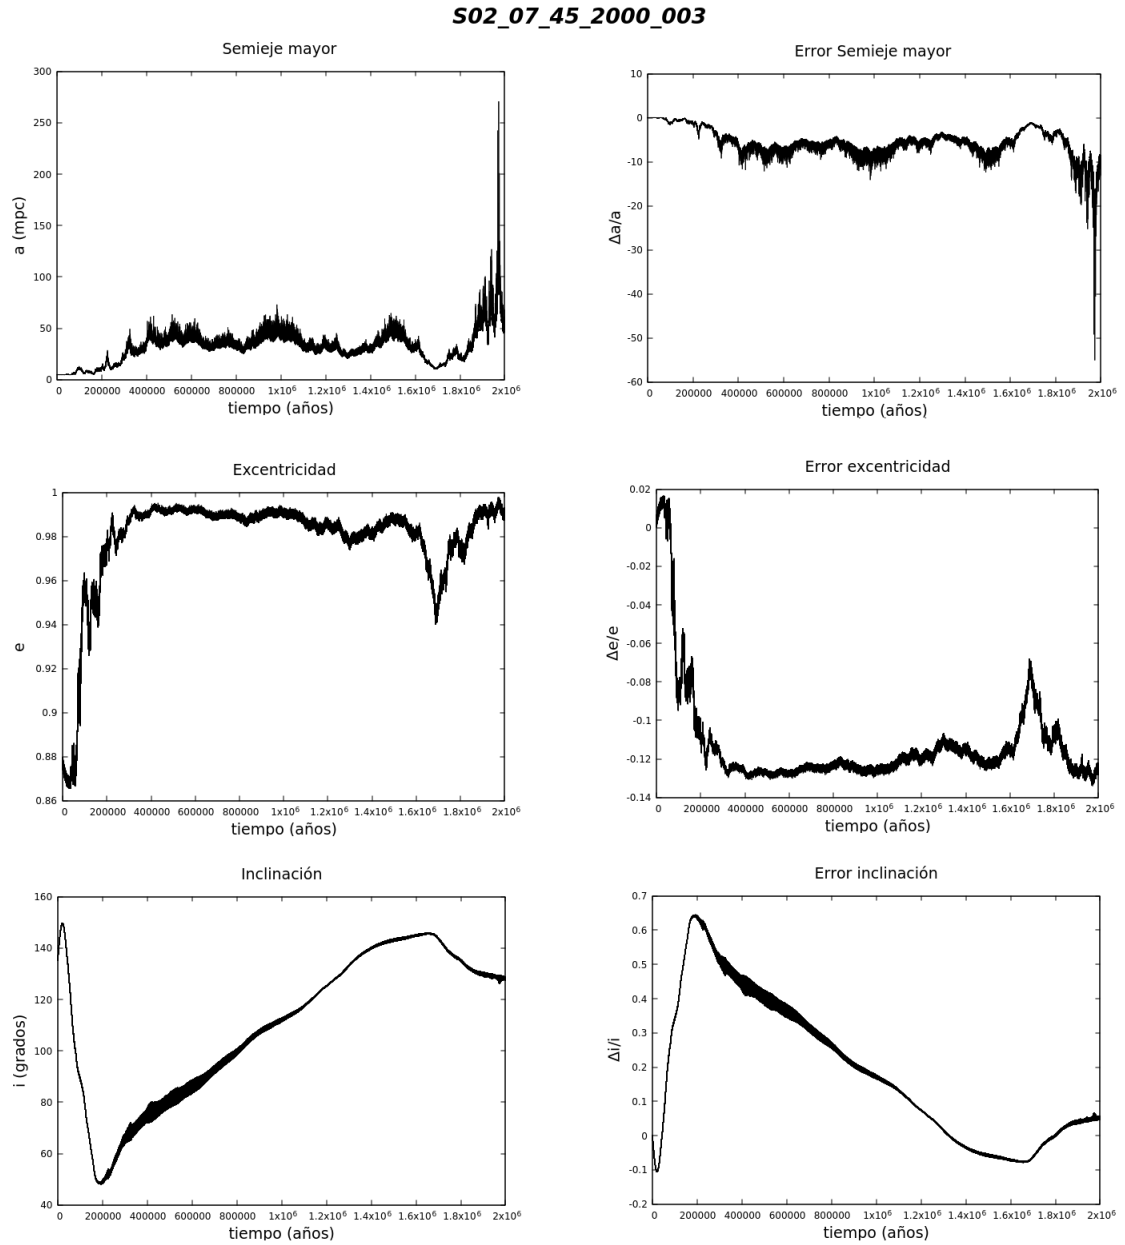 S02_07_45_2000_003
Semieje mayor
300
250
200
150
100
50
0
a (mpc)
0 200000 400000 600000 800000 1x10⁶ 1.2x10⁶ 1.4x10⁶ 1.6x10⁶ 1.8x10⁶ 2x10⁶
tiempo (años)
Error Semieje mayor
10
0
-10
-20
-30
-40
-50
-60
Δa/a
0 200000 400000 600000 800000 1x10⁶ 1.2x10⁶ 1.4x10⁶ 1.6x10⁶ 1.8x10⁶ 2x10⁶
tiempo (años)
Excentricidad
1
0.98
0.96
0.94
0.92
0.9
0.88
0.86
e
0 200000 400000 600000 800000 1x10⁶ 1.2x10⁶ 1.4x10⁶ 1.6x10⁶ 1.8x10⁶ 2x10⁶
tiempo (años)
Error excentricidad
0.02
0
-0.02
-0.04
-0.06
-0.08
-0.1
-0.12
-0.14
Δe/e
0 200000 400000 600000 800000 1x10⁶ 1.2x10⁶ 1.4x10⁶ 1.6x10⁶ 1.8x10⁶ 2x10⁶
tiempo (años)
Inclinación
160
140
120
100
80
60
40
i (grados)
0 200000 400000 600000 800000 1x10⁶ 1.2x10⁶ 1.4x10⁶ 1.6x10⁶ 1.8x10⁶ 2x10⁶
tiempo (años)
Error inclinación
0.7
0.6
0.5
0.4
0.3
0.2
0.1
0
-0.1
-0.2
Δi/i
0 200000 400000 600000 800000 1x10⁶ 1.2x10⁶ 1.4x10⁶ 1.6x10⁶ 1.8x10⁶ 2x10⁶
tiempo (años)